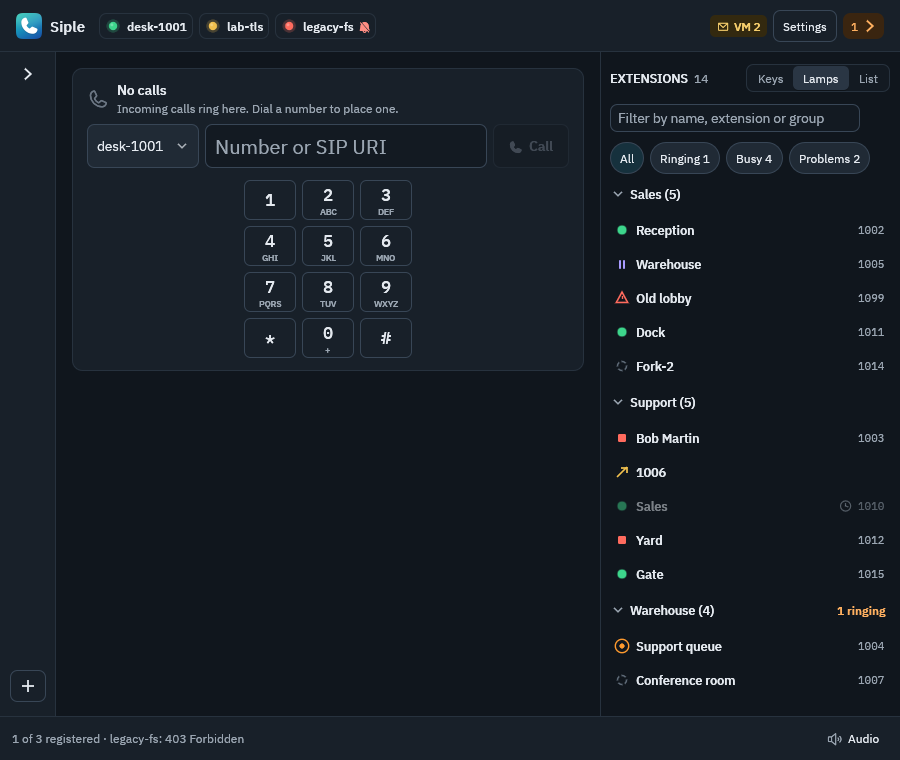 Siple
desk-1001
lab-tls
legacy-fs
VM 2
Settings
1
No calls
Incoming calls ring here. Dial a number to place one.
desk-1001
Number or SIP URI
Call
1
2
ABC
3
DEF
4
GHI
5
JKL
6
MNO
7
PQRS
8
TUV
9
WXYZ
*
0
+
#
EXTENSIONS 14
Keys
Lamps
List
Filter by name, extension or group
All
Ringing 1
Busy 4
Problems 2
Sales (5)
Reception 1002
Warehouse 1005
Old lobby 1099
Dock 1011
Fork-2 1014
Support (5)
Bob Martin 1003
1006
Sales 1010
Yard 1012
Gate 1015
Warehouse (4) 1 ringing
Support queue 1004
Conference room 1007
1 of 3 registered · legacy-fs: 403 Forbidden
Audio